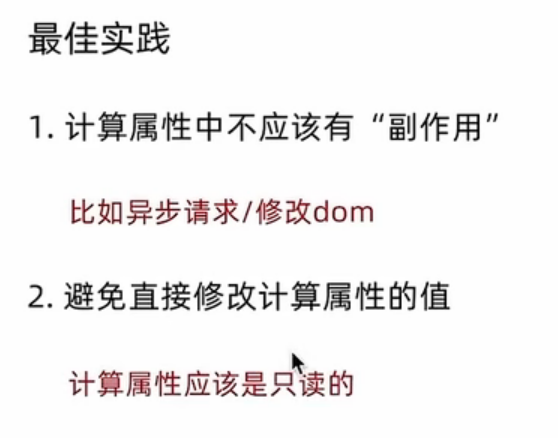 最佳实践
1. 计算属性中不应该有“副作用”
比如异步请求/修改dom
2. 避免直接修改计算属性的值
计算属性应该是只读的